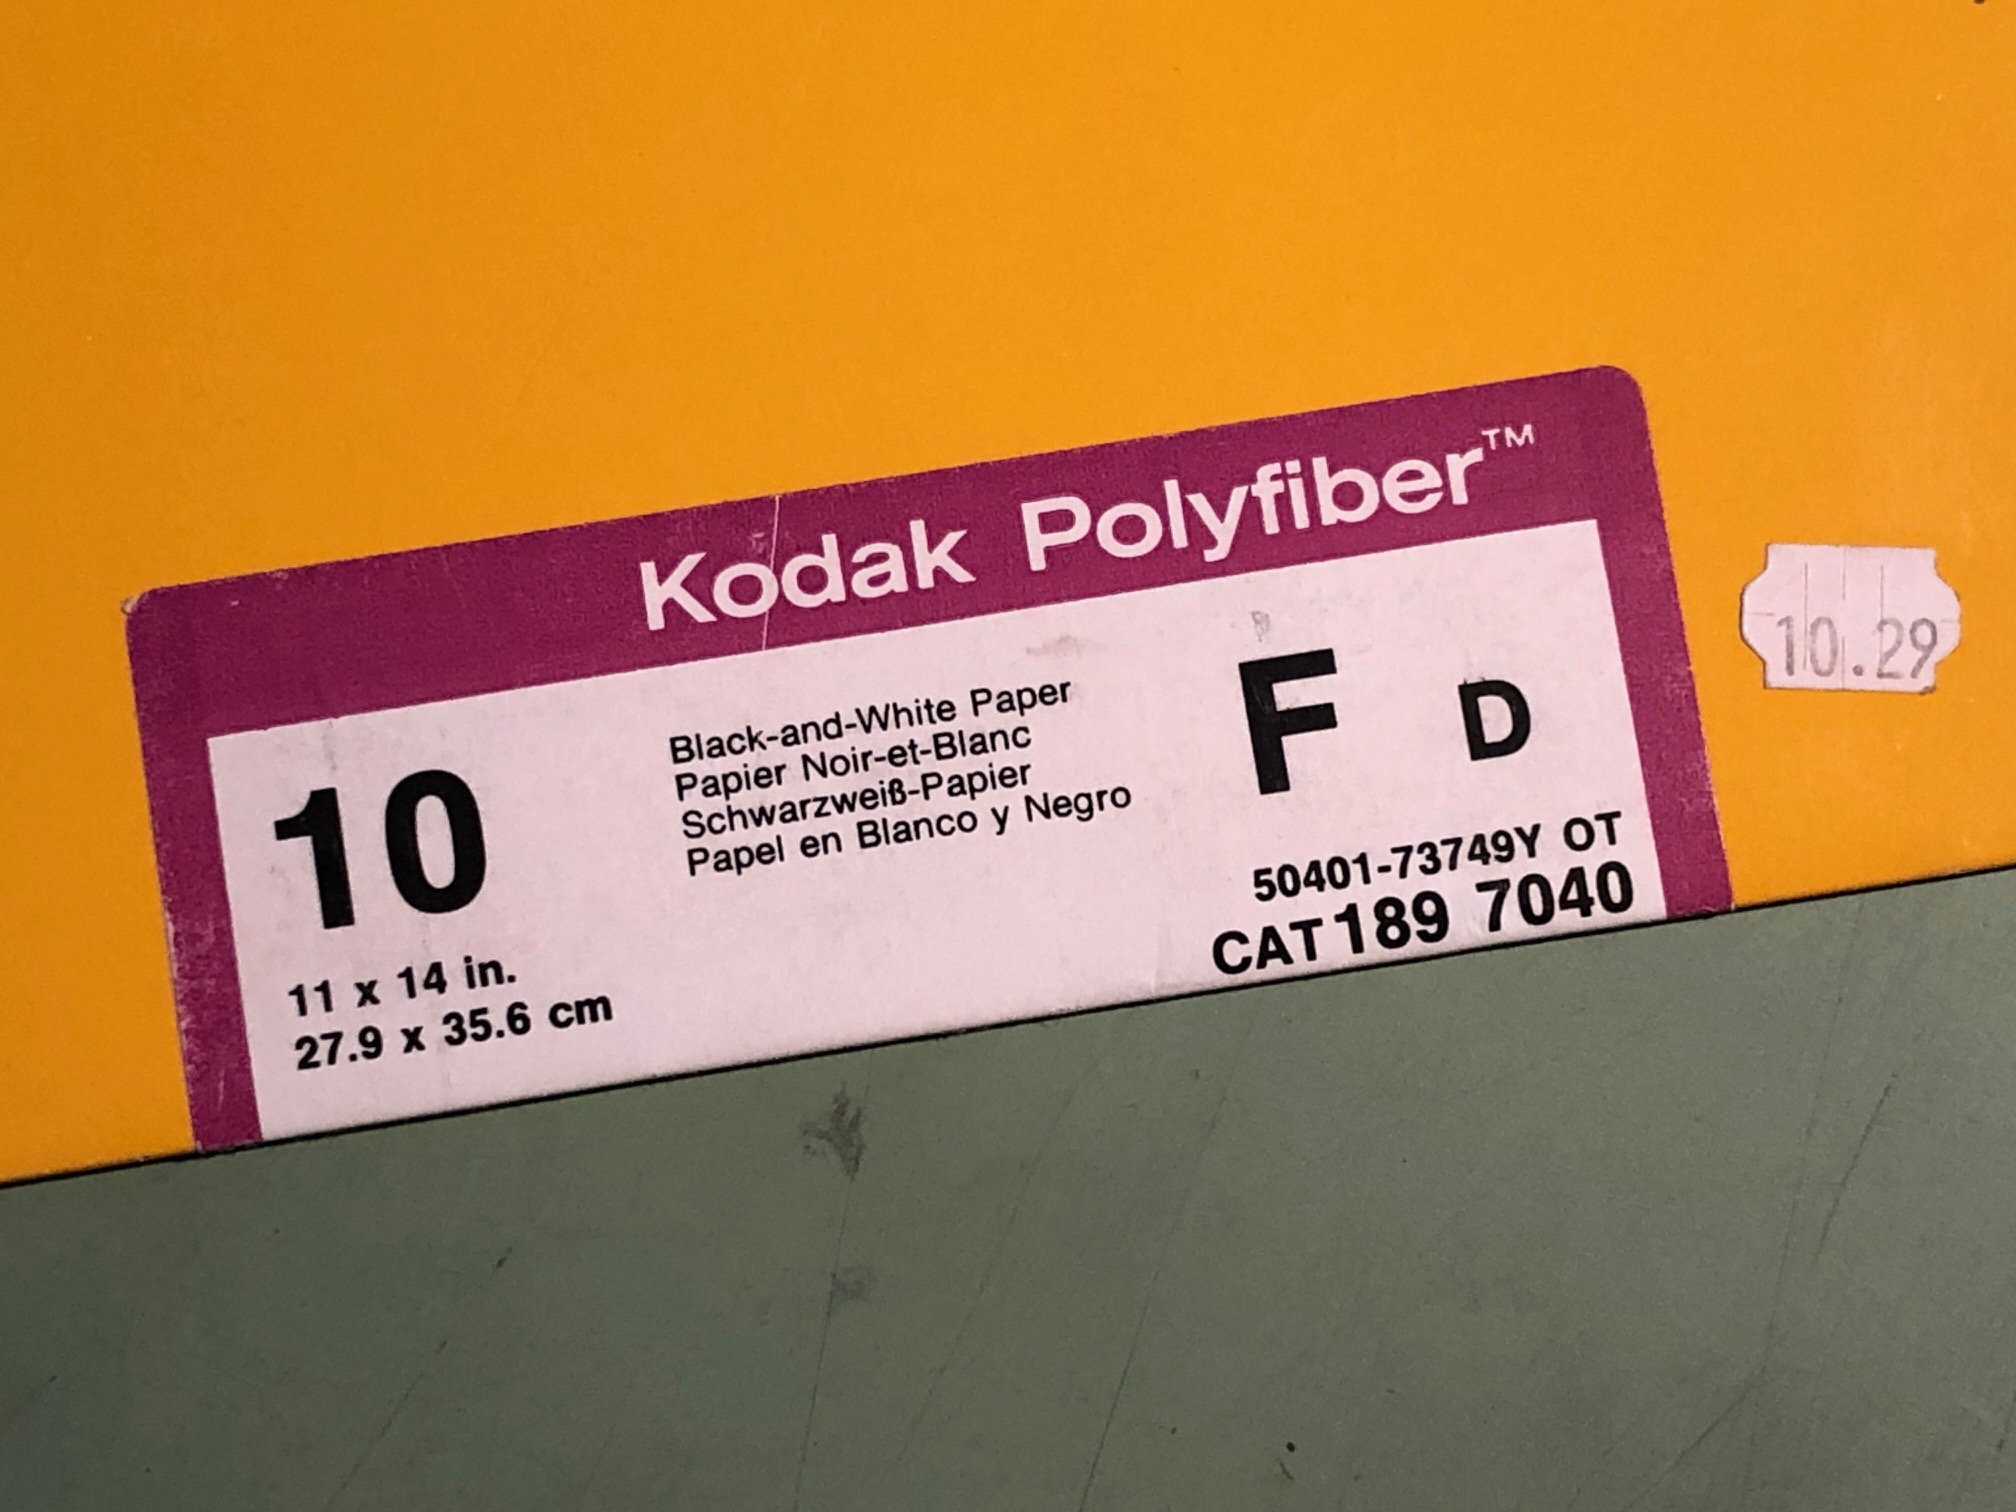 Kodak Polyfiber™
10
11 x 14 in.
27.9 x 35.6 cm
Black-and-White Paper
Papier Noir-et-Blanc
Schwarzweiß-Papier
Papel en Blanco y Negro
F D
50401-73749Y OT
CAT 189 7040
10.29